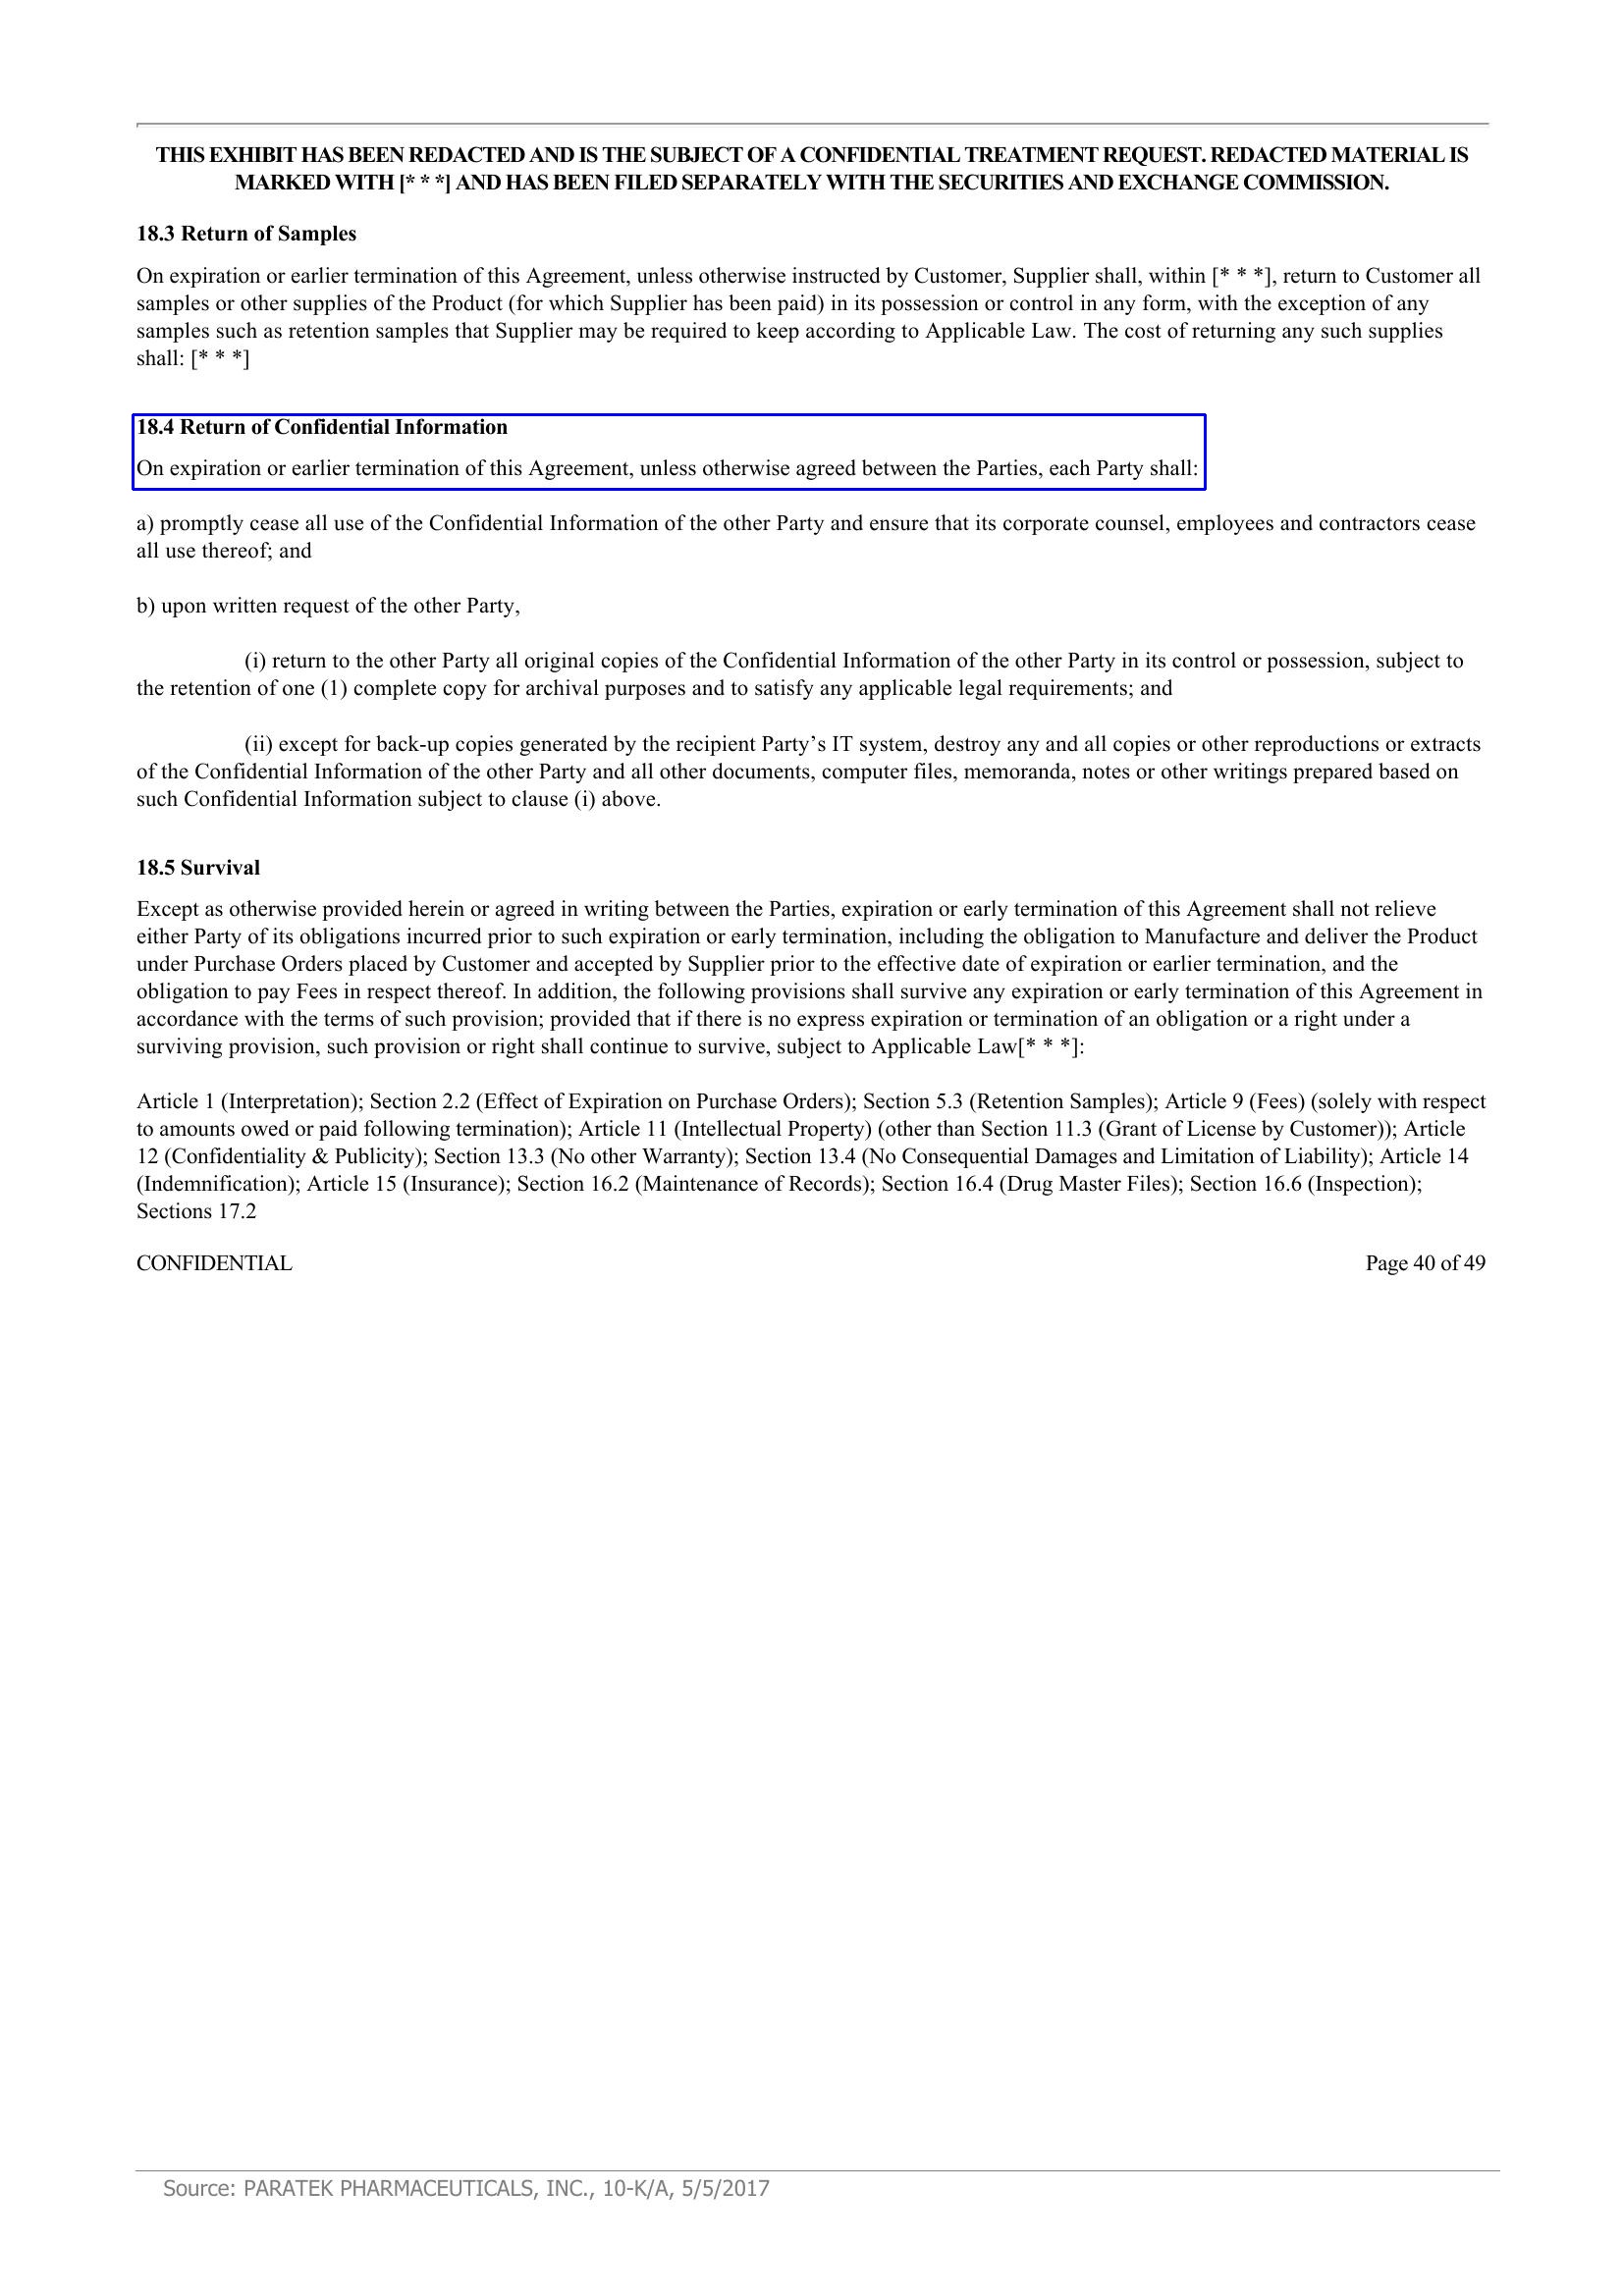 THIS EXHIBIT HAS BEEN REDACTED AND IS THE SUBJECT OF A CONFIDENTIAL TREATMENT REQUEST. REDACTED MATERIAL IS
MARKED WITH [* * *] AND HAS BEEN FILED SEPARATELY WITH THE SECURITIES AND EXCHANGE COMMISSION.
18.3 Return of Samples
On expiration or earlier termination of this Agreement, unless otherwise instructed by Customer, Supplier shall, within [* * *], return to Customer all
samples or other supplies of the Product (for which Supplier has been paid) in its possession or control in any form, with the exception of any
samples such as retention samples that Supplier may be required to keep according to Applicable Law. The cost of returning any such supplies
shall: [* * *]
18.4 Return of Confidential Information
On expiration or earlier termination of this Agreement, unless otherwise agreed between the Parties, each Party shall:
a) promptly cease all use of the Confidential Information of the other Party and ensure that its corporate counsel, employees and contractors cease
all use thereof; and
b) upon written request of the other Party,
(i) return to the other Party all original copies of the Confidential Information of the other Party in its control or possession, subject to
the retention of one (1) complete copy for archival purposes and to satisfy any applicable legal requirements; and
(ii) except for back-up copies generated by the recipient Party’s IT system, destroy any and all copies or other reproductions or extracts
of the Confidential Information of the other Party and all other documents, computer files, memoranda, notes or other writings prepared based on
such Confidential Information subject to clause (i) above.
18.5 Survival
Except as otherwise provided herein or agreed in writing between the Parties, expiration or early termination of this Agreement shall not relieve
either Party of its obligations incurred prior to such expiration or early termination, including the obligation to Manufacture and deliver the Product
under Purchase Orders placed by Customer and accepted by Supplier prior to the effective date of expiration or earlier termination, and the
obligation to pay Fees in respect thereof. In addition, the following provisions shall survive any expiration or early termination of this Agreement in
accordance with the terms of such provision; provided that if there is no express expiration or termination of an obligation or a right under a
surviving provision, such provision or right shall continue to survive, subject to Applicable Law[* * *]:
Article 1 (Interpretation); Section 2.2 (Effect of Expiration on Purchase Orders); Section 5.3 (Retention Samples); Article 9 (Fees) (solely with respect
to amounts owed or paid following termination); Article 11 (Intellectual Property) (other than Section 11.3 (Grant of License by Customer)); Article
12 (Confidentiality & Publicity); Section 13.3 (No other Warranty); Section 13.4 (No Consequential Damages and Limitation of Liability); Article 14
(Indemnification); Article 15 (Insurance); Section 16.2 (Maintenance of Records); Section 16.4 (Drug Master Files); Section 16.6 (Inspection);
Sections 17.2
CONFIDENTIAL Page 40 of 49
Source: PARATEK PHARMACEUTICALS, INC., 10-K/A, 5/5/2017